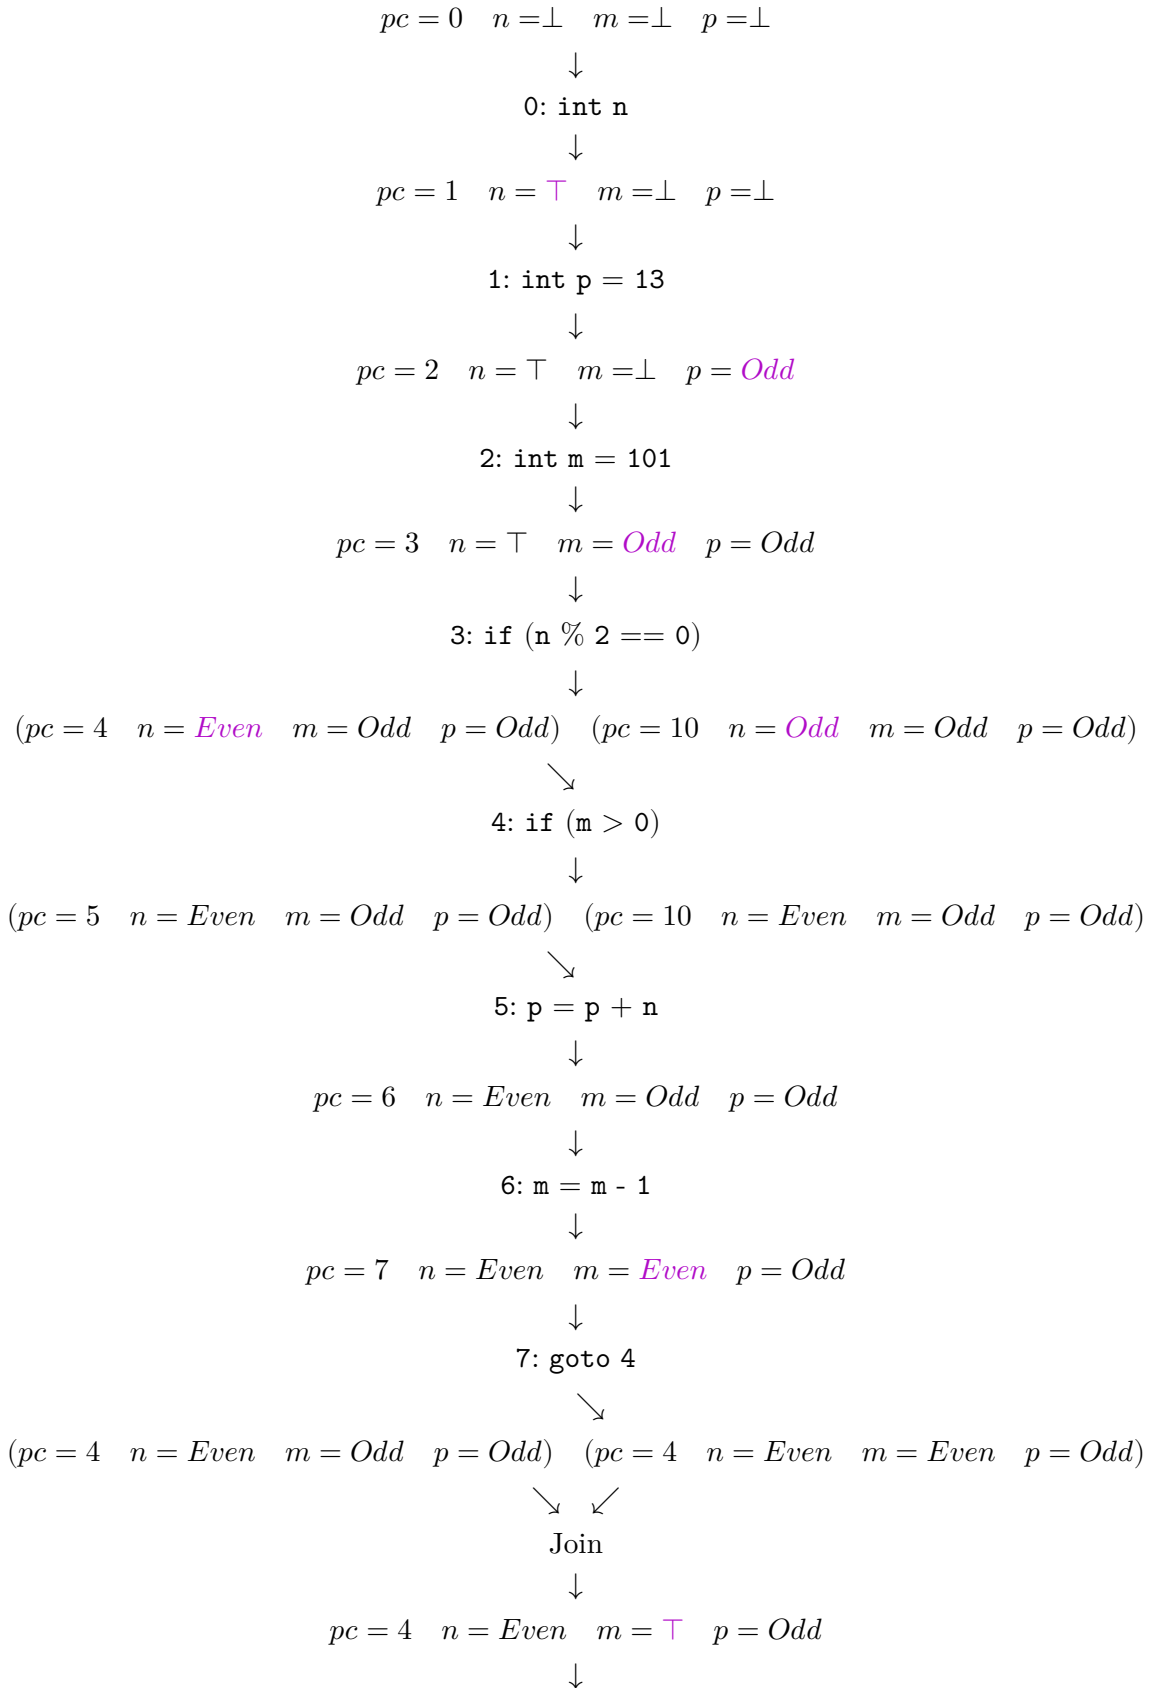 pc = 0 n =⊥ m =⊥ p =⊥
↓
0: int n
↓
pc = 1 n = ⊤ m =⊥ p =⊥
↓
1: int p = 13
↓
pc = 2 n = ⊤ m =⊥ p = Odd
↓
2: int m = 101
↓
pc = 3 n = ⊤ m = Odd p = Odd
↓
3: if (n % 2 == 0)
↓
(pc = 4 n = Even m = Odd p = Odd) (pc = 10 n = Odd m = Odd p = Odd)
↘
4: if (m > 0)
↓
(pc = 5 n = Even m = Odd p = Odd) (pc = 10 n = Even m = Odd p = Odd)
↘
5: p = p + n
↓
pc = 6 n = Even m = Odd p = Odd
↓
6: m = m - 1
↓
pc = 7 n = Even m = Even p = Odd
↓
7: goto 4
↘
(pc = 4 n = Even m = Odd p = Odd) (pc = 4 n = Even m = Even p = Odd)
↘ ↙
Join
↓
pc = 4 n = Even m = ⊤ p = Odd
↓